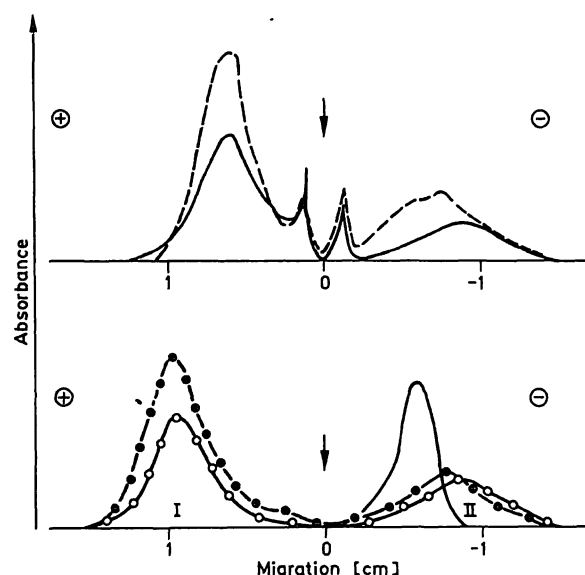 ⊕ ⊖
1 0 -1
Absorbance
⊕ ⊖
I II
1 0 -1
Migration [cm]